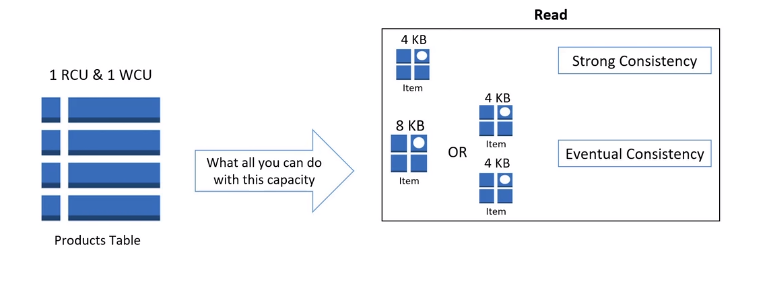 Read
1 RCU & 1 WCU
Products Table
What all you can do
with this capacity
4 KB
Item
Strong Consistency
8 KB
Item
OR
4 KB
Item
4 KB
Item
Eventual Consistency